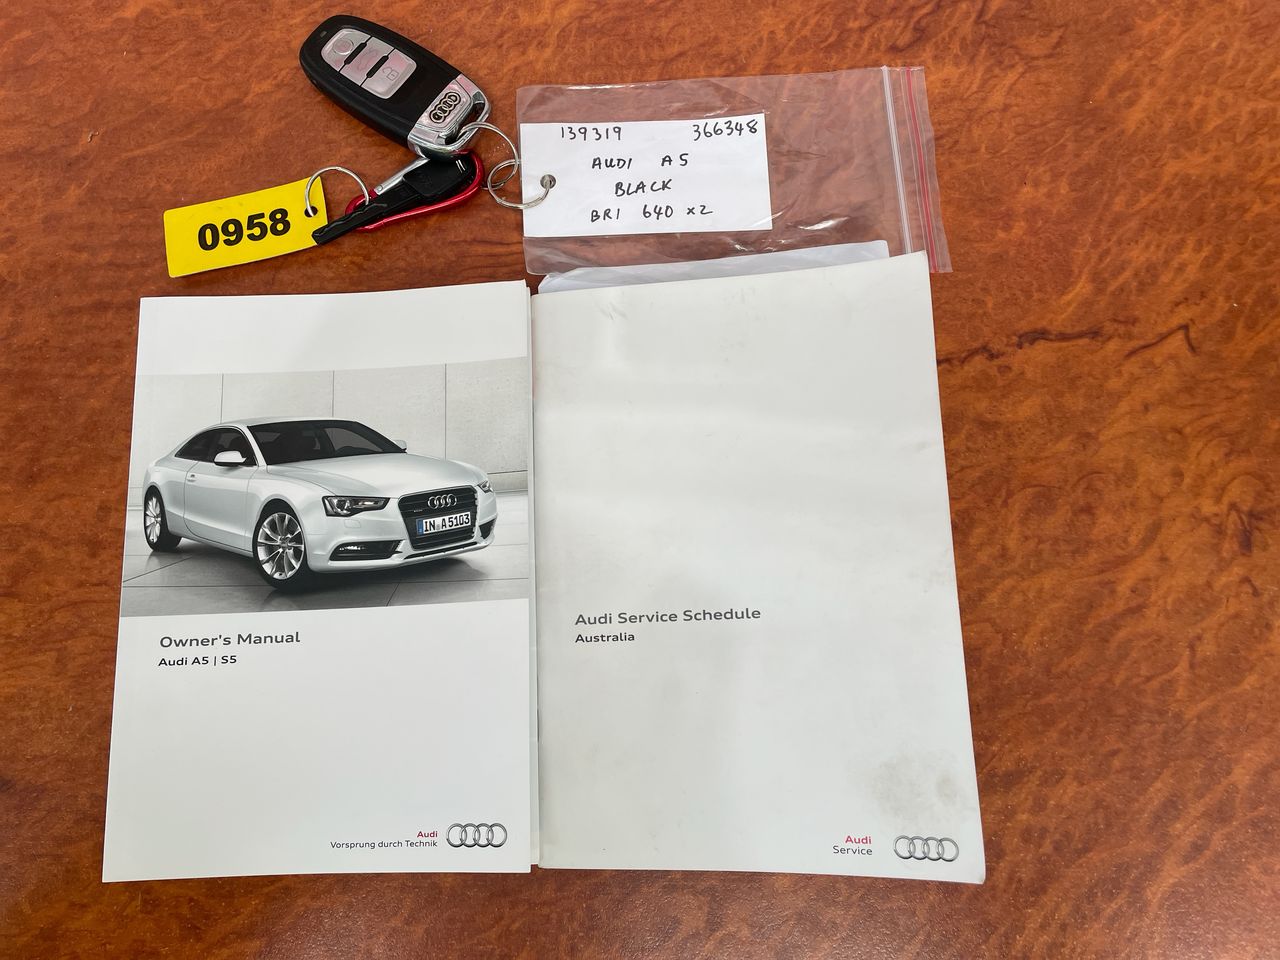 139319 366348
AUDI A5
BLACK
BR1 640 x2
0958
IN A 5103
Owner's Manual
Audi A5 | S5
Audi
Vorsprung durch Technik
Audi Service Schedule
Australia
Audi
Service